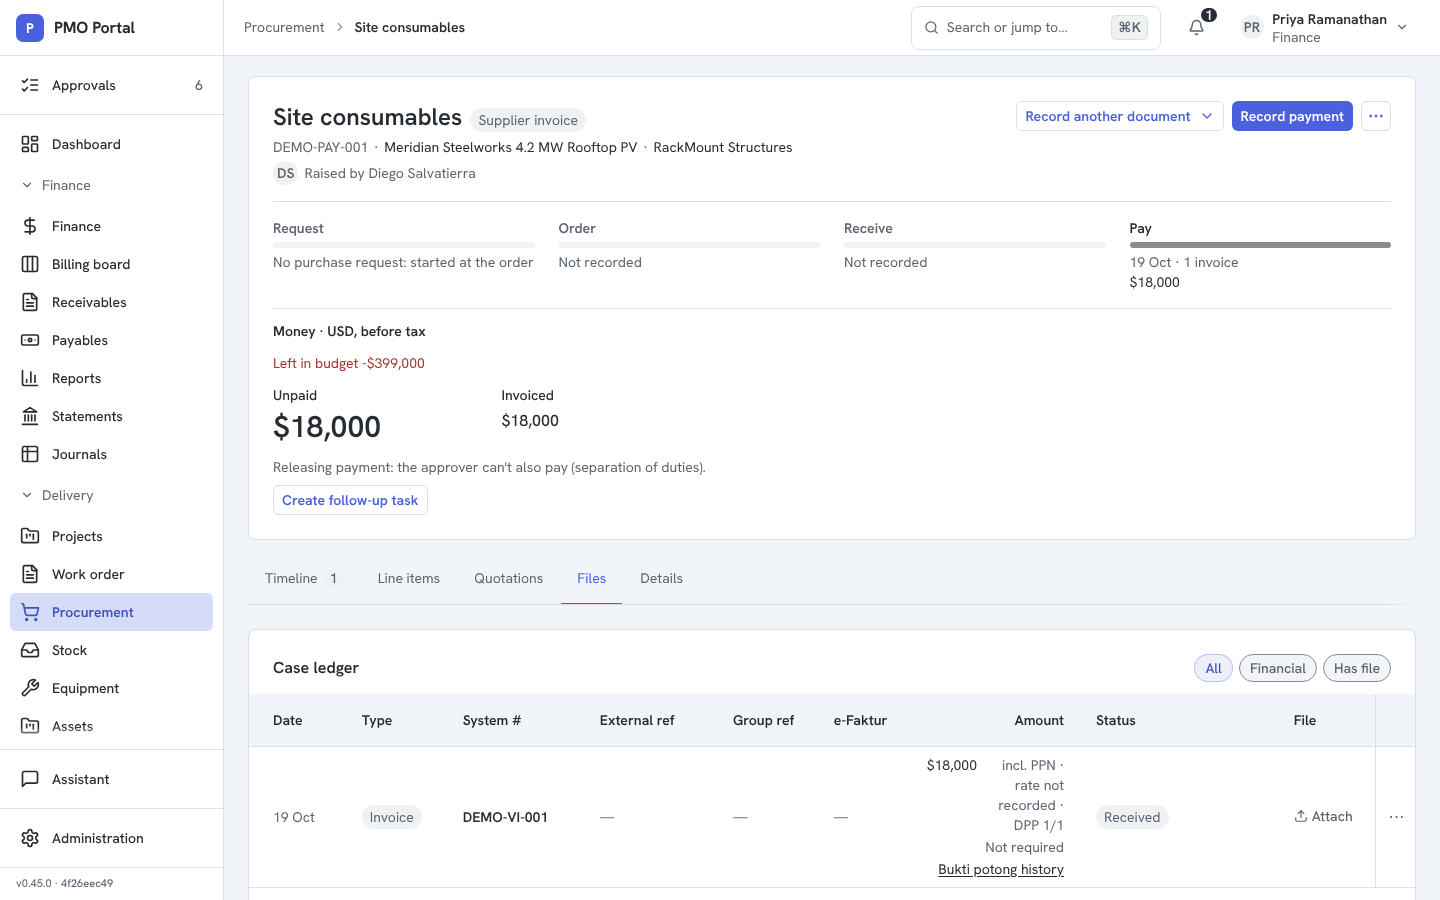 P PMO Portal
Procurement > Site consumables
Search or jump to... ⌘K
1
PR Priya Ramanathan
Finance
Approvals 6
Dashboard
Finance
Finance
Billing board
Receivables
Payables
Reports
Statements
Journals
Delivery
Projects
Work order
Procurement
Stock
Equipment
Assets
Assistant
Administration
v0.45.0 · 4f26eec49
Site consumables Supplier invoice
Record another document Record payment ···
DEMO-PAY-001 · Meridian Steelworks 4.2 MW Rooftop PV · RackMount Structures
DS Raised by Diego Salvatierra
Request Order Receive Pay
No purchase request: started at the order Not recorded Not recorded 19 Oct · 1 invoice
$18,000
Money · USD, before tax
Left in budget -$399,000
Unpaid Invoiced
$18,000 $18,000
Releasing payment: the approver can't also pay (separation of duties).
Create follow-up task
Timeline 1 Line items Quotations Files Details
Case ledger All Financial Has file
Date Type System # External ref Group ref e-Faktur Amount Status File
19 Oct Invoice DEMO-VI-001 — — — $18,000 incl. PPN ·
rate not
recorded ·
DPP 1/1
Not required
Bukti potong history
Received Attach ···